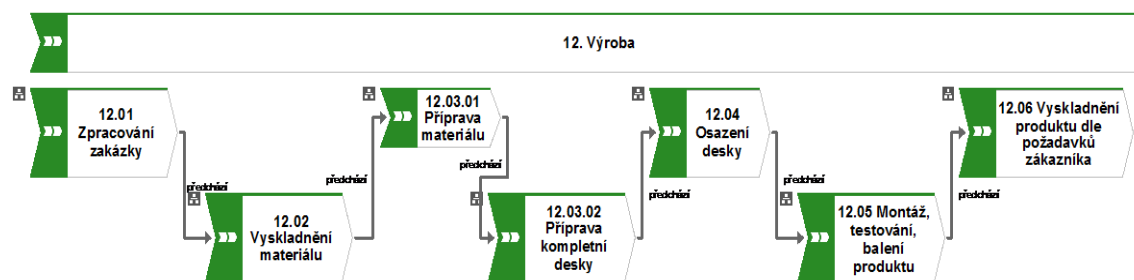 12. Výroba
12.01
Zpracování
zakázky
předchází
12.02
Vyskladnění
materiálu
předchází
12.03.01
Příprava
materiálu
předchází
12.03.02
Příprava
kompletní
desky
předchází
12.04
Osazení
desky
předchází
12.05 Montáž,
testování,
balení
produktu
předchází
12.06 Vyskladnění
produktu dle
požadavků
zákazníka